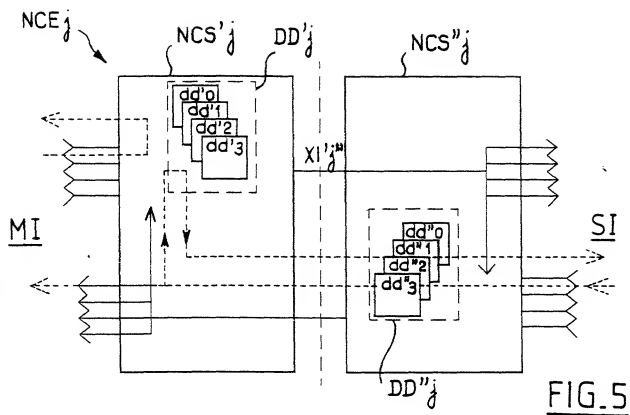 NCEj
NCS'j
DD'j
NCS"j
dd'0
dd'1
dd'2
dd'3
XI'j"
MI
SI
dd"0
dd"1
dd"2
dd"3
DD"j
FIG.5